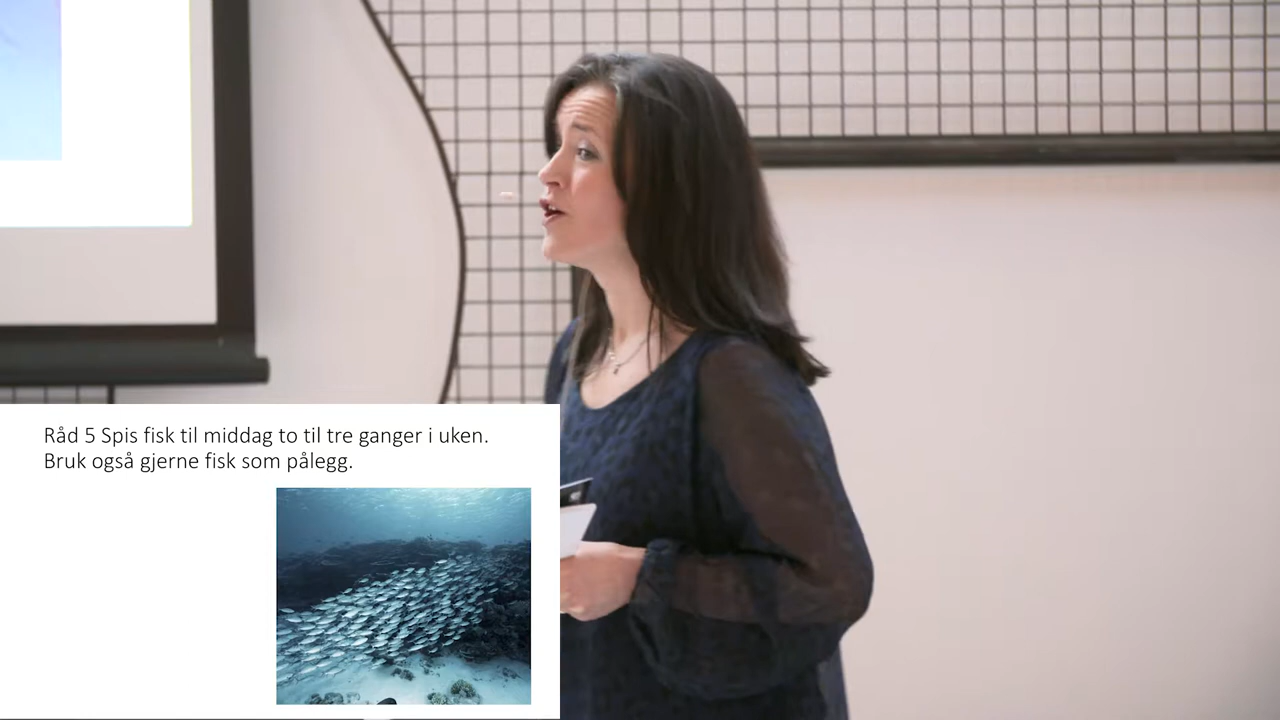 Råd 5 Spis fisk til middag to til tre ganger i uken.
Bruk også gjerne fisk som pålegg.